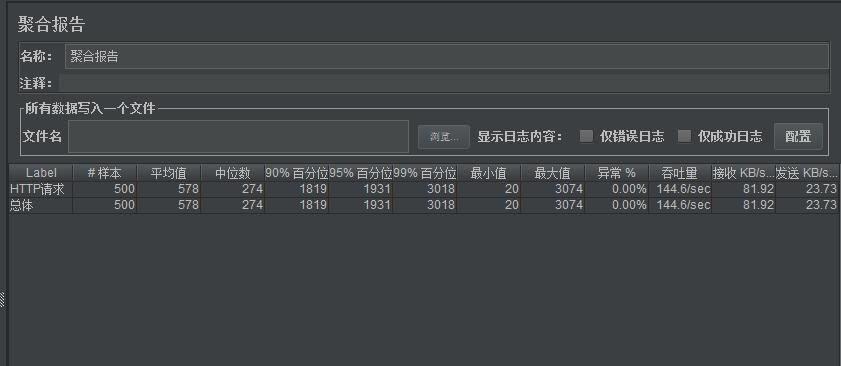 聚合报告
名称： 聚合报告
注释：
所有数据写入一个文件
文件名 浏览... 显示日志内容： 仅错误日志 仅成功日志 配置
Label # 样本 平均值 中位数 90% 百分位 95% 百分位 99% 百分位 最小值 最大值 异常 % 吞吐量 接收 KB/s... 发送 KB/s...
HTTP请求 500 578 274 1819 1931 3018 20 3074 0.00% 144.6/sec 81.92 23.73
总体 500 578 274 1819 1931 3018 20 3074 0.00% 144.6/sec 81.92 23.73